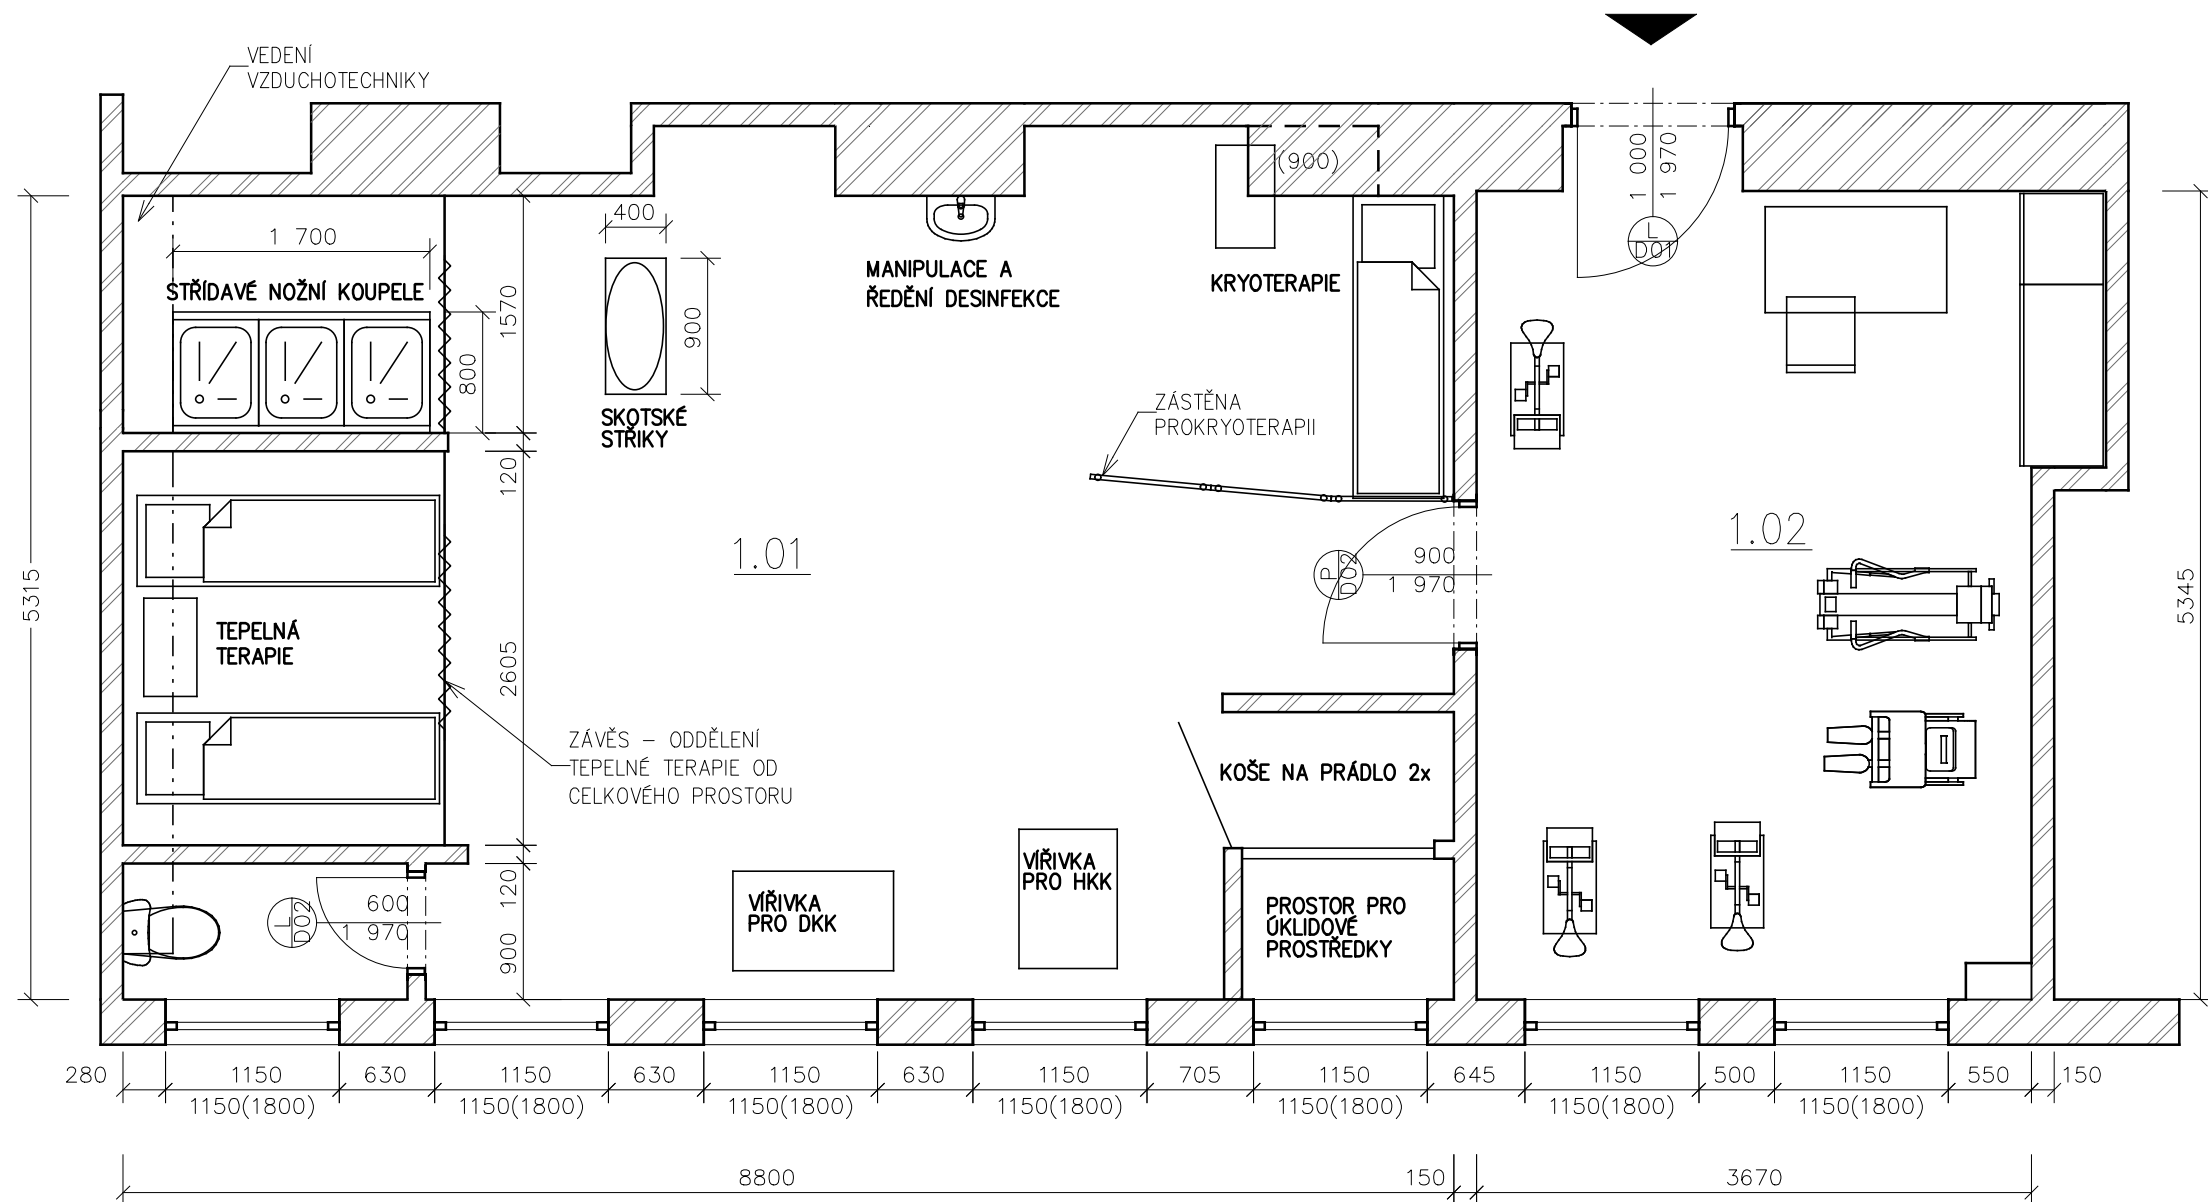 VEDENÍ
VZDUCHOTECHNIKY
1 700
STŘÍDAVÉ NOŽNÍ KOUPELE
400
900
SKOTSKÉ
STŘIKY
MANIPULACE A
ŘEDĚNÍ DESINFEKCE
(900)
KRYOTERAPIE
ZÁSTĚNA
PROKRYOTERAPII
1 000
1 970
L
D01
1570
800
120
2605
120
900
5315
5345
1.01
1.02
P
D02
900
1 970
TEPELNÁ
TERAPIE
ZÁVĚS – ODDĚLENÍ
TEPELNÉ TERAPIE OD
CELKOVÉHO PROSTORU
KOŠE NA PRÁDLO 2x
VÍŘIVKA
PRO HKK
VÍŘIVKA
PRO DKK
PROSTOR PRO
ÚKLIDOVÉ
PROSTŘEDKY
L
D02
600
1 970
280 1150 630 1150 630 1150 630 1150 705 1150 645 1150 500 1150 550 150
1150(1800) 1150(1800) 1150(1800) 1150(1800) 1150(1800) 1150(1800) 1150(1800)
8800 150 3670